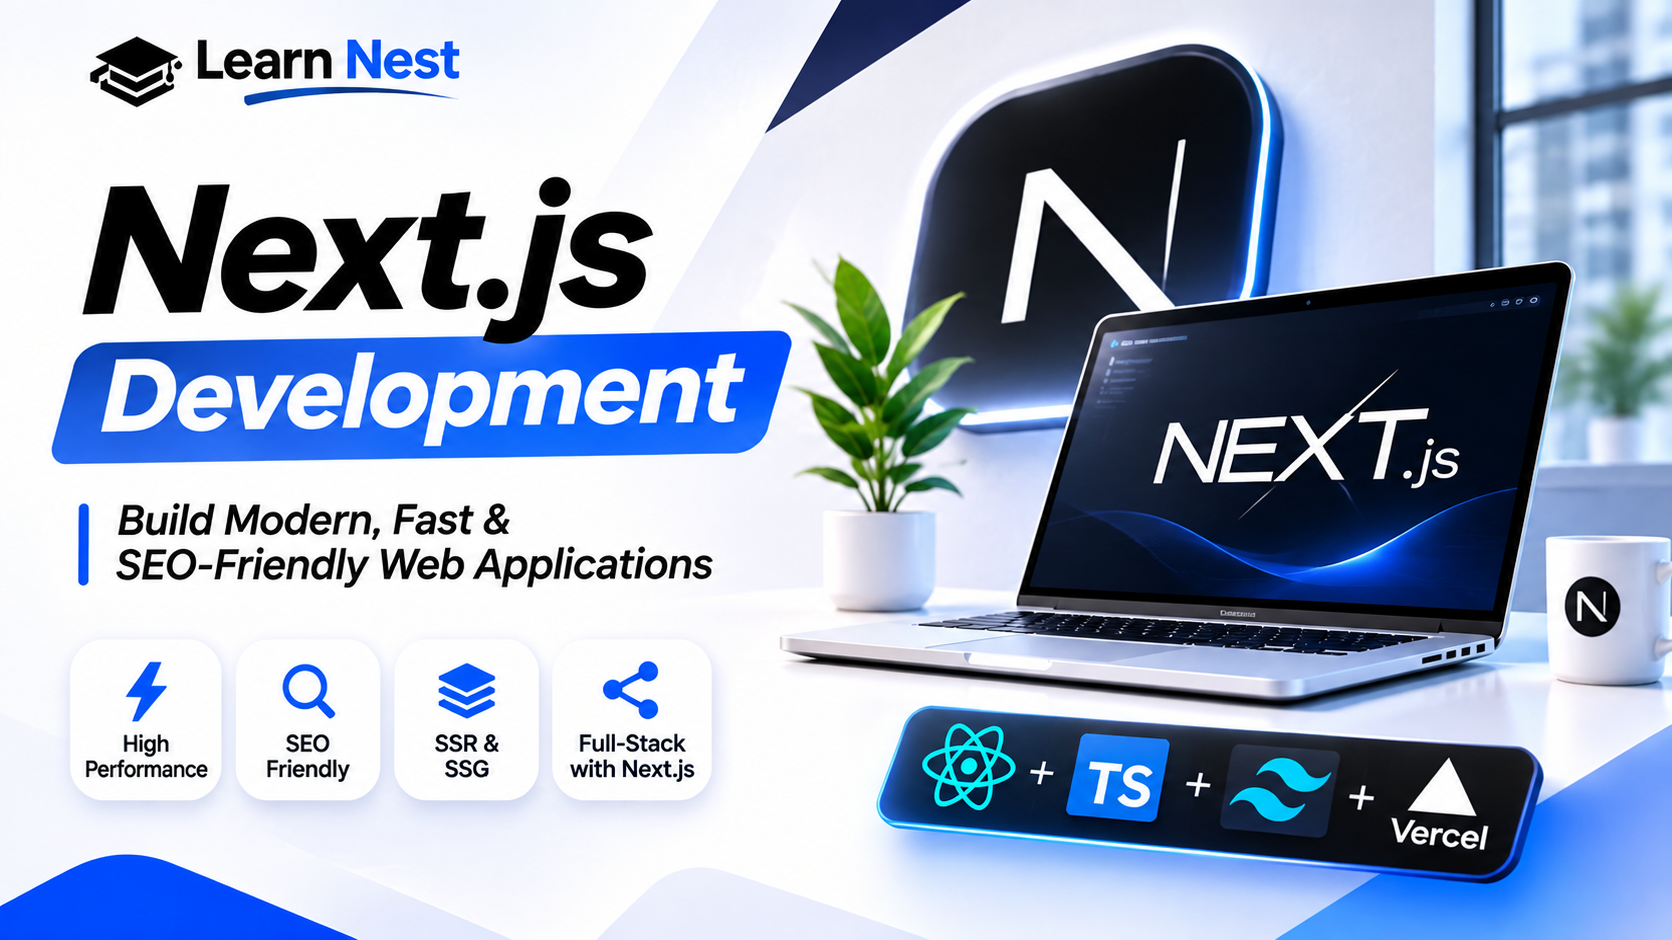 Learn Nest
Next.js
Development
Build Modern, Fast &
SEO-Friendly Web Applications
High
Performance
SEO
Friendly
SSR &
SSG
Full-Stack
with Next.js
N
NEXT.js
N
+ TS + +
Vercel